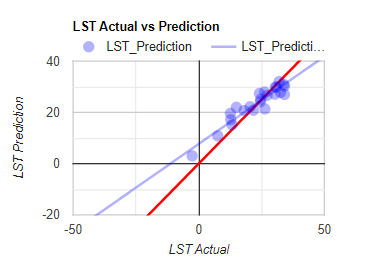 LST Actual vs Prediction
LST_Prediction LST_Predicti…
40
20
0
-20
LST Prediction
-50 0 50
LST Actual